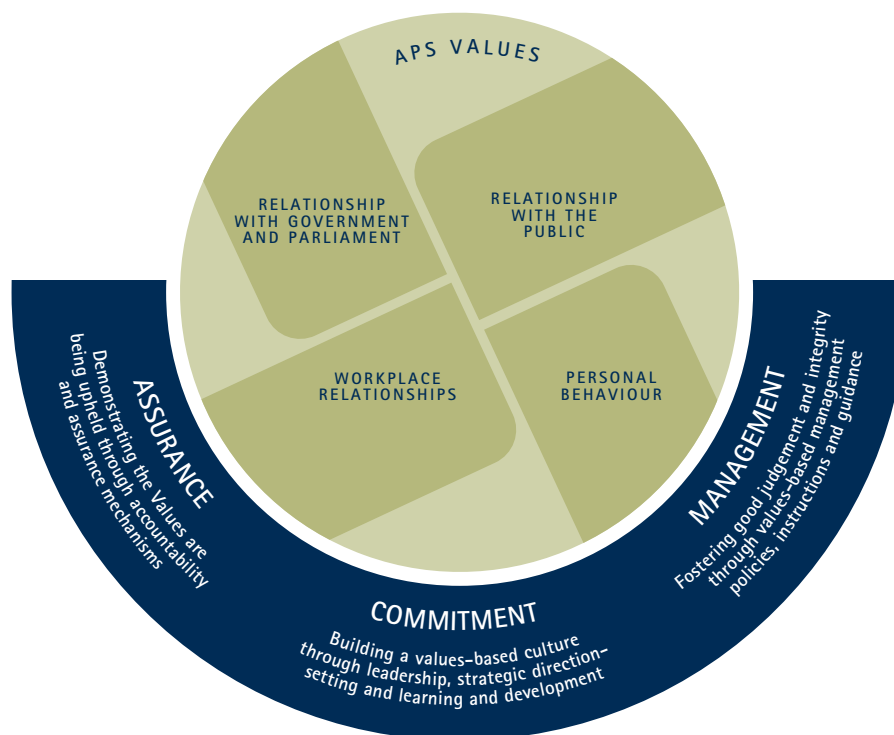 APS VALUES
RELATIONSHIP
WITH GOVERNMENT
AND PARLIAMENT
RELATIONSHIP
WITH THE
PUBLIC
WORKPLACE
RELATIONSHIPS
PERSONAL
BEHAVIOUR
ASSURANCE
Demonstrating the Values are
being upheld through accountability
and assurance mechanisms
COMMITMENT
Building a values-based culture
through leadership, strategic direction-
setting and learning and development
MANAGEMENT
Fostering good judgement and integrity
through values-based management
policies, instructions and guidance